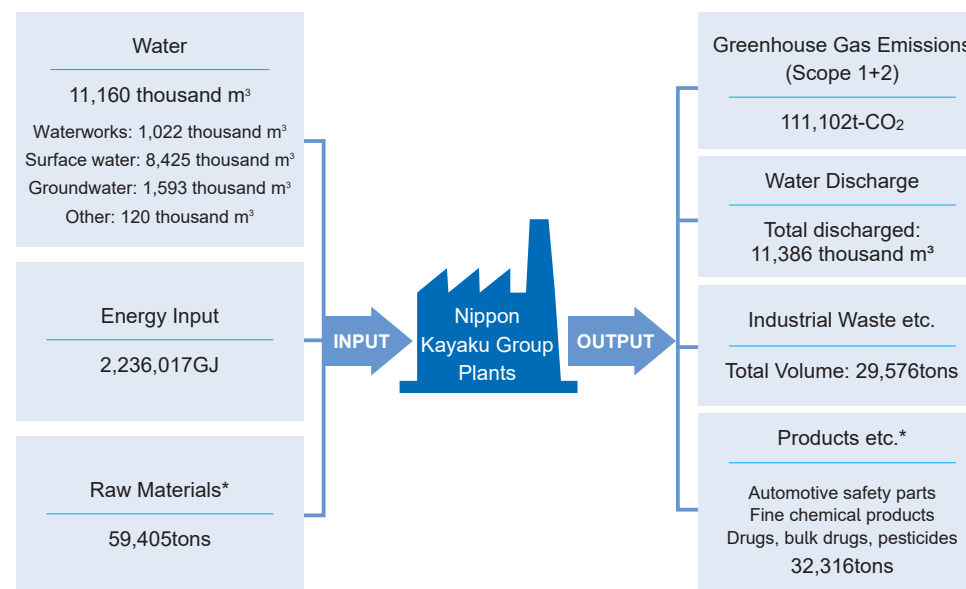 Water
11,160 thousand m³
Waterworks: 1,022 thousand m³
Surface water: 8,425 thousand m³
Groundwater: 1,593 thousand m³
Other: 120 thousand m³
Energy Input
2,236,017GJ
Raw Materials*
59,405tons
INPUT
Nippon
Kayaku Group
Plants
OUTPUT
Greenhouse Gas Emissions
(Scope 1+2)
111,102t-CO₂
Water Discharge
Total discharged:
11,386 thousand m³
Industrial Waste etc.
Total Volume: 29,576tons
Products etc.*
Automotive safety parts
Fine chemical products
Drugs, bulk drugs, pesticides
32,316tons